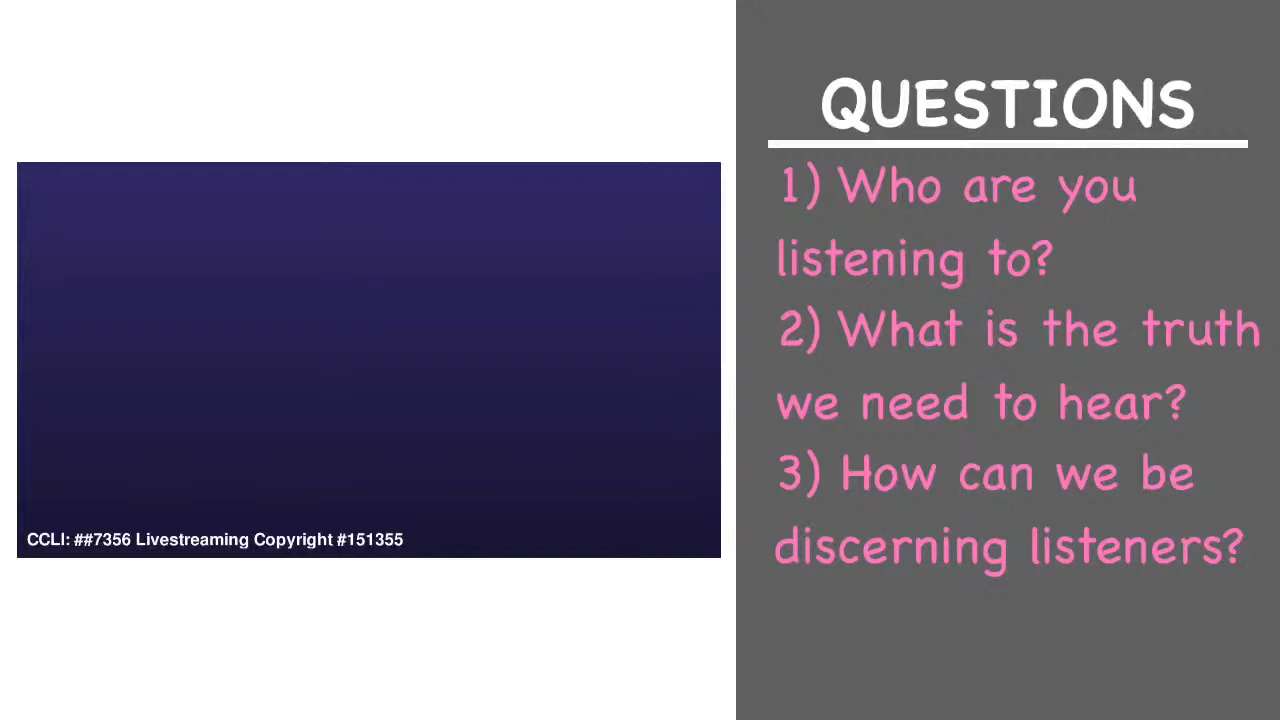 CCLI: ##7356 Livestreaming Copyright #151355
QUESTIONS
1) Who are you
listening to?
2) What is the truth
we need to hear?
3) How can we be
discerning listeners?